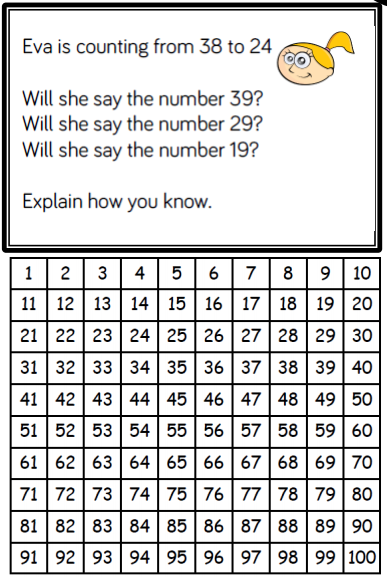 Eva is counting from 38 to 24
Will she say the number 39?
Will she say the number 29?
Will she say the number 19?
Explain how you know.
1 2 3 4 5 6 7 8 9 10
11 12 13 14 15 16 17 18 19 20
21 22 23 24 25 26 27 28 29 30
31 32 33 34 35 36 37 38 39 40
41 42 43 44 45 46 47 48 49 50
51 52 53 54 55 56 57 58 59 60
61 62 63 64 65 66 67 68 69 70
71 72 73 74 75 76 77 78 79 80
81 82 83 84 85 86 87 88 89 90
91 92 93 94 95 96 97 98 99 100